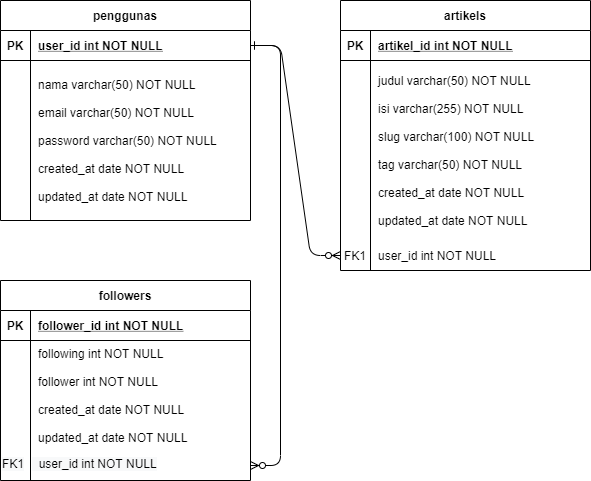 penggunas
PK user_id int NOT NULL
nama varchar(50) NOT NULL
email varchar(50) NOT NULL
password varchar(50) NOT NULL
created_at date NOT NULL
updated_at date NOT NULL
artikels
PK artikel_id int NOT NULL
judul varchar(50) NOT NULL
isi varchar(255) NOT NULL
slug varchar(100) NOT NULL
tag varchar(50) NOT NULL
created_at date NOT NULL
updated_at date NOT NULL
FK1 user_id int NOT NULL
followers
PK follower_id int NOT NULL
following int NOT NULL
follower int NOT NULL
created_at date NOT NULL
updated_at date NOT NULL
FK1 user_id int NOT NULL